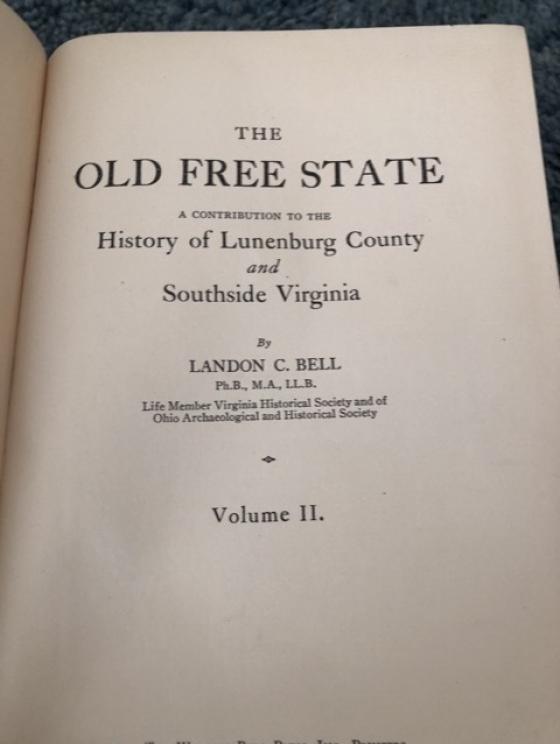 THE
OLD FREE STATE
A CONTRIBUTION TO THE
History of Lunenburg County
and
Southside Virginia
By
LANDON C. BELL
Ph.B., M.A., LL.B.
Life Member Virginia Historical Society and of
Ohio Archaeological and Historical Society
Volume II.